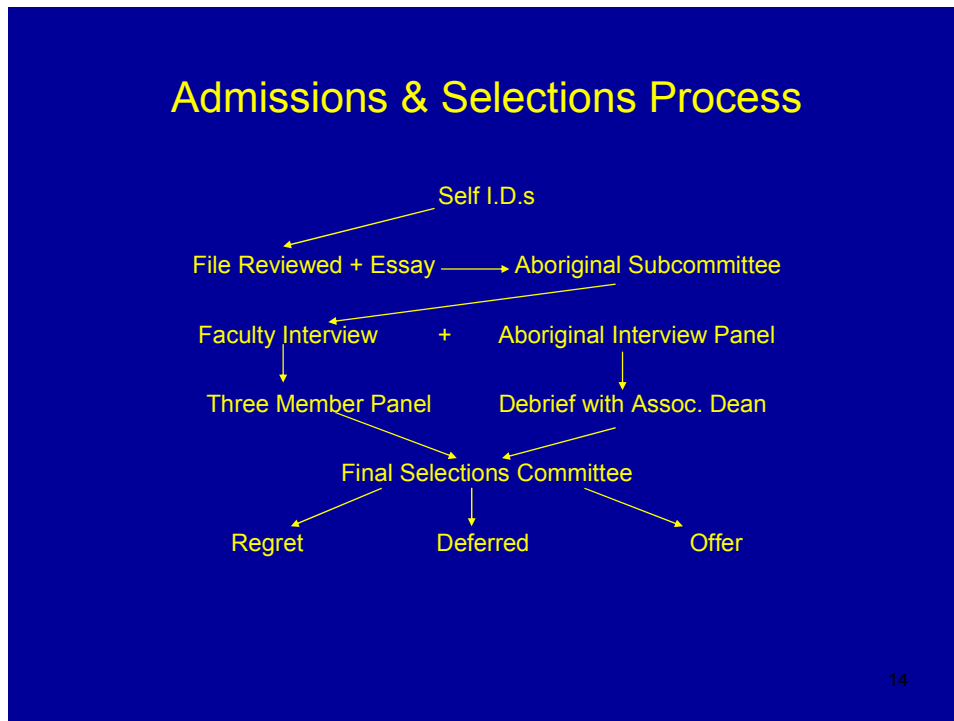 Admissions & Selections Process
Self I.D.s
File Reviewed + Essay Aboriginal Subcommittee
Faculty Interview + Aboriginal Interview Panel
Three Member Panel Debrief with Assoc. Dean
Final Selections Committee
Regret Deferred Offer
14